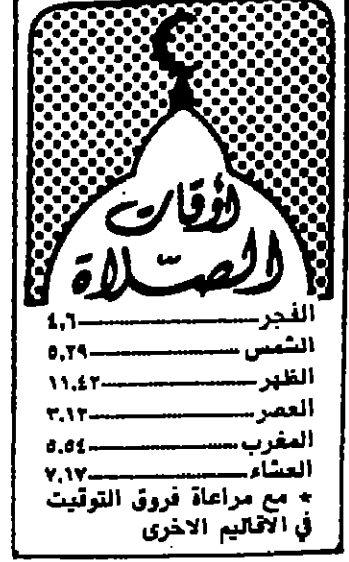 أوقات
الصلاة
الفجر ٤,٦
الشمس ٥,٢٩
الظهر ١١,٤٢
العصر ٣,١٢
المغرب ٥,٥٤
العشاء ٧,١٧
* مع مراعاة فروق التوقيت
في الاقاليم الاخرى